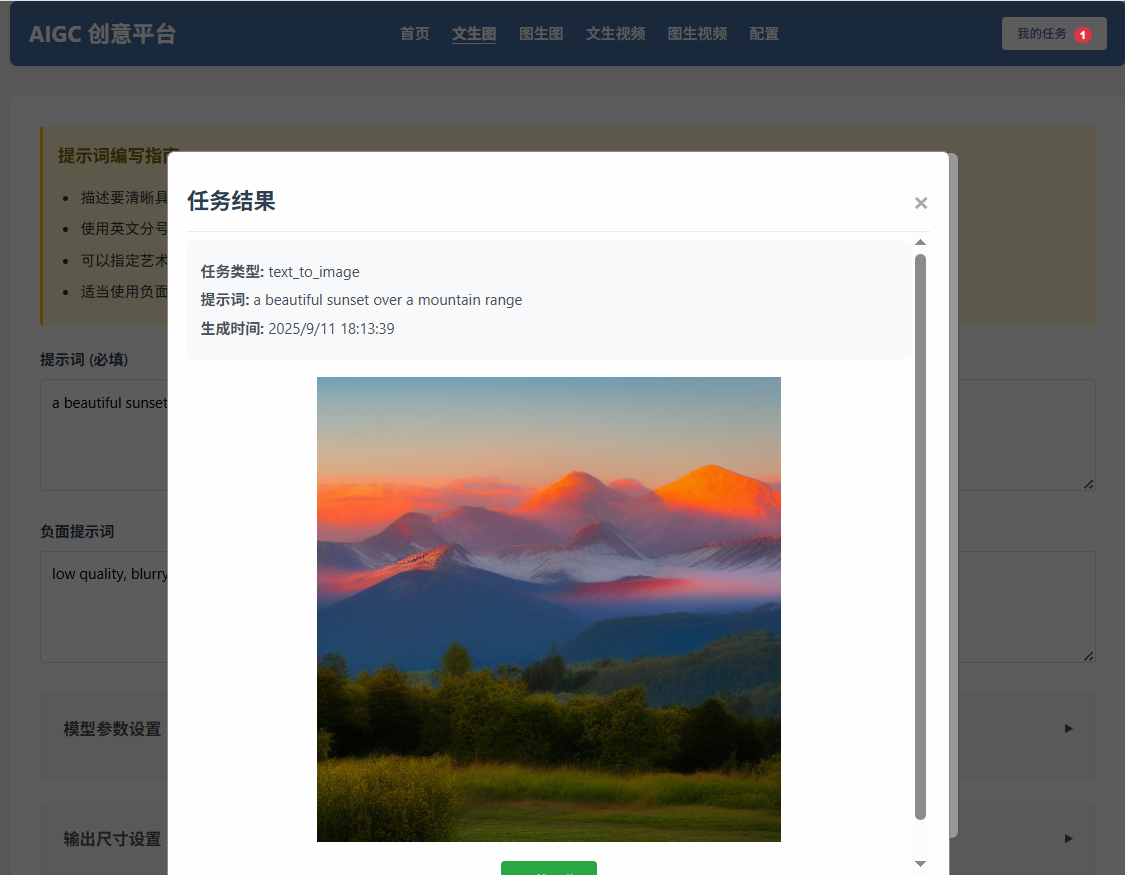 AIGC 创意平台
首页 文生图 图生图 文生视频 图生视频 配置
我的任务 1
提示词编写指南
描述要清晰具
使用英文分号
可以指定艺术
适当使用负面
提示词 (必填)
a beautiful sunset
负面提示词
low quality, blurry
模型参数设置
输出尺寸设置
任务结果
×
任务类型: text_to_image
提示词: a beautiful sunset over a mountain range
生成时间: 2025/9/11 18:13:39